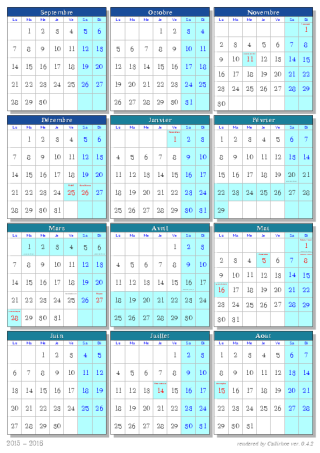 Septembre
Lu Ma Me Je Ve Sa Di
1 2 3 4 5 6
7 8 9 10 11 12 13
14 15 16 17 18 19 20
21 22 23 24 25 26 27
28 29 30
Octobre
Lu Ma Me Je Ve Sa Di
1 2 3 4
5 6 7 8 9 10 11
12 13 14 15 16 17 18
19 20 21 22 23 24 25
26 27 28 29 30 31
Novembre
Lu Ma Me Je Ve Sa Di
1
2 3 4 5 6 7 8
9 10 11 12 13 14 15
16 17 18 19 20 21 22
23 24 25 26 27 28 29
30
Décembre
Lu Ma Me Je Ve Sa Di
1 2 3 4 5 6
7 8 9 10 11 12 13
14 15 16 17 18 19 20
21 22 23 24 25 26 27
28 29 30 31
Janvier
Lu Ma Me Je Ve Sa Di
1 2 3
4 5 6 7 8 9 10
11 12 13 14 15 16 17
18 19 20 21 22 23 24
25 26 27 28 29 30 31
Février
Lu Ma Me Je Ve Sa Di
1 2 3 4 5 6 7
8 9 10 11 12 13 14
15 16 17 18 19 20 21
22 23 24 25 26 27 28
29
Mars
Lu Ma Me Je Ve Sa Di
1 2 3 4 5 6
7 8 9 10 11 12 13
14 15 16 17 18 19 20
21 22 23 24 25 26 27
28 29 30 31
Avril
Lu Ma Me Je Ve Sa Di
1 2 3
4 5 6 7 8 9 10
11 12 13 14 15 16 17
18 19 20 21 22 23 24
25 26 27 28 29 30
Mai
Lu Ma Me Je Ve Sa Di
1
2 3 4 5 6 7 8
9 10 11 12 13 14 15
16 17 18 19 20 21 22
23 24 25 26 27 28 29
30 31
Juin
Lu Ma Me Je Ve Sa Di
1 2 3 4 5
6 7 8 9 10 11 12
13 14 15 16 17 18 19
20 21 22 23 24 25 26
27 28 29 30
Juillet
Lu Ma Me Je Ve Sa Di
1 2 3
4 5 6 7 8 9 10
11 12 13 14 15 16 17
18 19 20 21 22 23 24
25 26 27 28 29 30 31
Août
Lu Ma Me Je Ve Sa Di
1 2 3 4 5 6 7
8 9 10 11 12 13 14
15 16 17 18 19 20 21
22 23 24 25 26 27 28
29 30 31
2015 - 2016